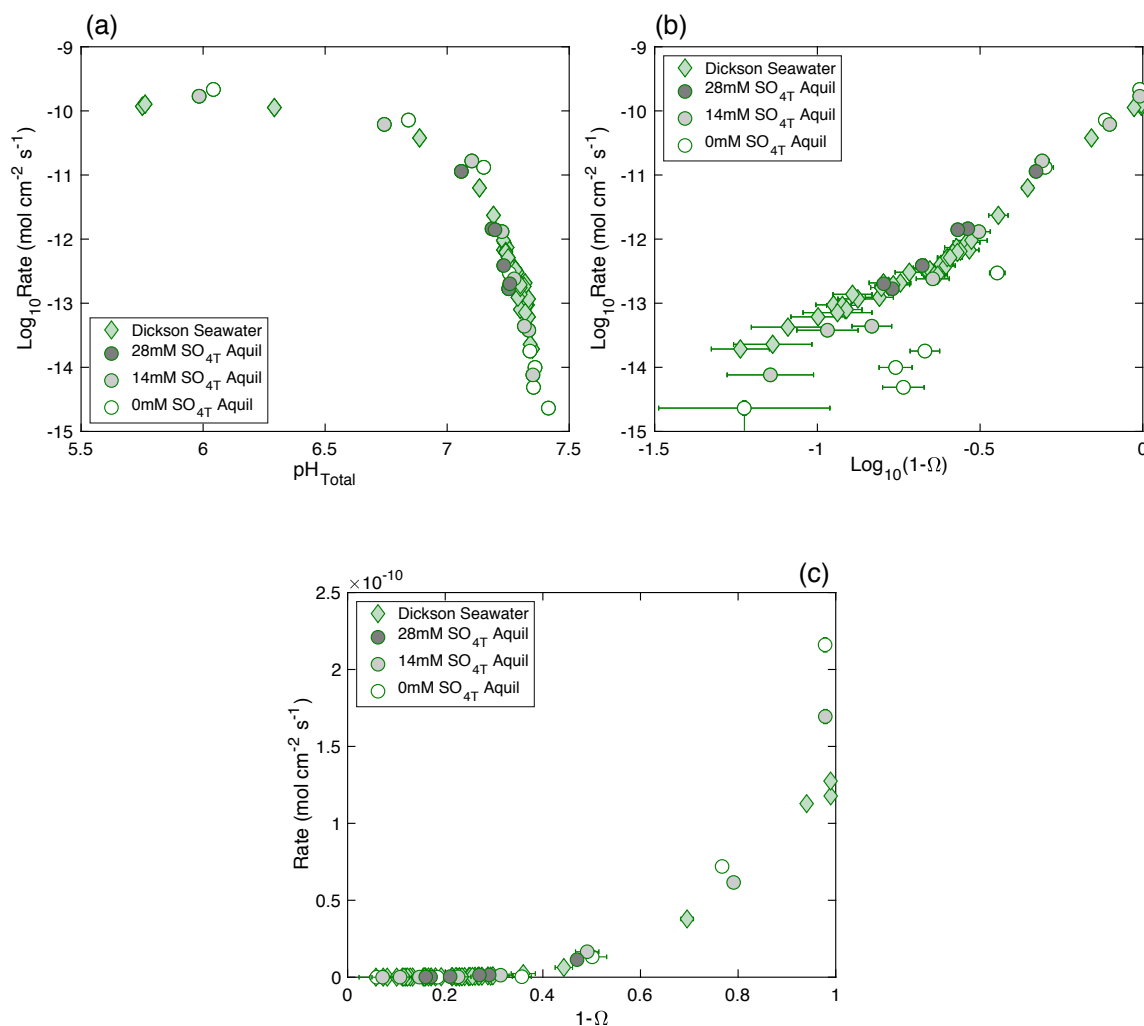 (a)
-9
-10
-11
-12
-13
-14
-15
Log₁₀Rate (mol cm⁻² s⁻¹)
Dickson Seawater
28mM SO₄T Aquil
14mM SO₄T Aquil
0mM SO₄T Aquil
5.5 6 6.5 7 7.5
pH_Total
(b)
-9
-10
-11
-12
-13
-14
-15
Log₁₀Rate (mol cm⁻² s⁻¹)
Dickson Seawater
28mM SO₄T Aquil
14mM SO₄T Aquil
0mM SO₄T Aquil
-1.5 -1 -0.5 0
Log₁₀(1-Ω)
(c)
×10⁻¹⁰
2.5
2
1.5
1
0.5
0
Rate (mol cm⁻² s⁻¹)
Dickson Seawater
28mM SO₄T Aquil
14mM SO₄T Aquil
0mM SO₄T Aquil
0 0.2 0.4 0.6 0.8 1
1-Ω